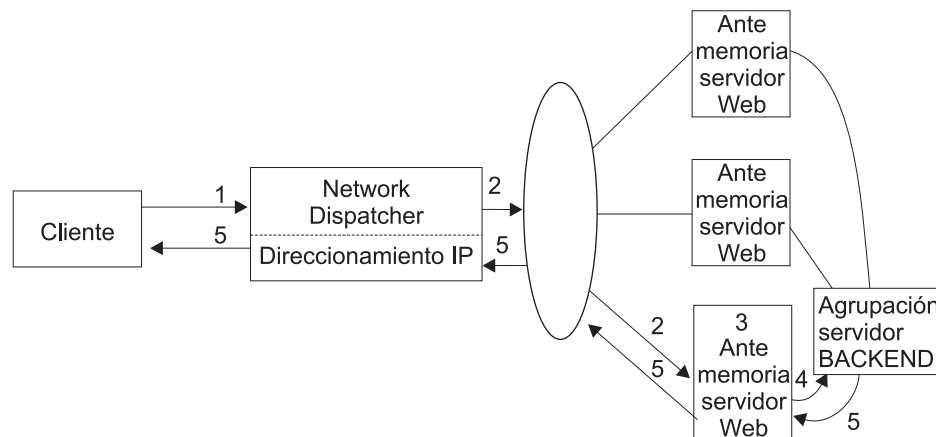 Ante
memoria
servidor
Web
Cliente
1
5
Network
Dispatcher
Direccionamiento IP
2
5
Ante
memoria
servidor
Web
2
5
3
Ante
memoria
servidor
Web
4
5
Agrupación
servidor
BACKEND